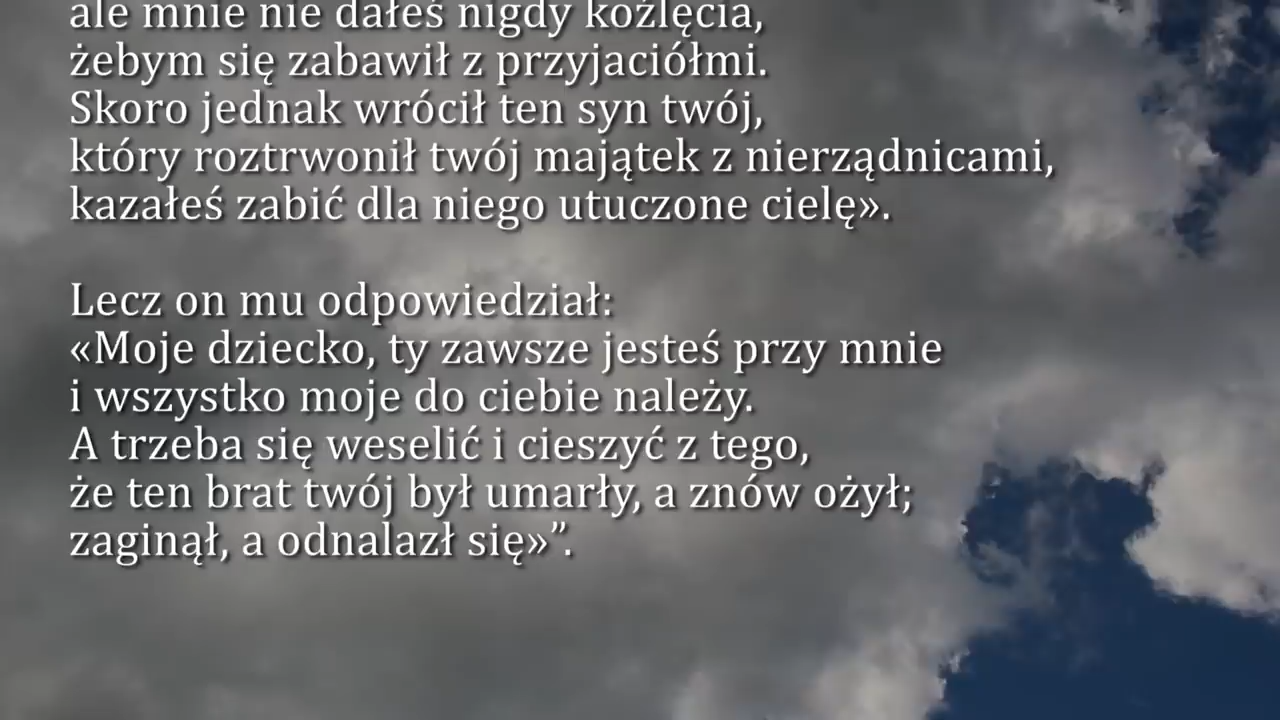 ale mnie nie dałeś nigdy koźlęcia,
żebym się zabawił z przyjaciółmi.
Skoro jednak wrócił ten syn twój,
który roztrwonił twój majątek z nierządnicami,
kazałeś zabić dla niego utuczone cielę».
Lecz on mu odpowiedział:
«Moje dziecko, ty zawsze jesteś przy mnie
i wszystko moje do ciebie należy.
A trzeba się weselić i cieszyć z tego,
że ten brat twój był umarły, a znów ożył;
zaginął, a odnalazł się»”.